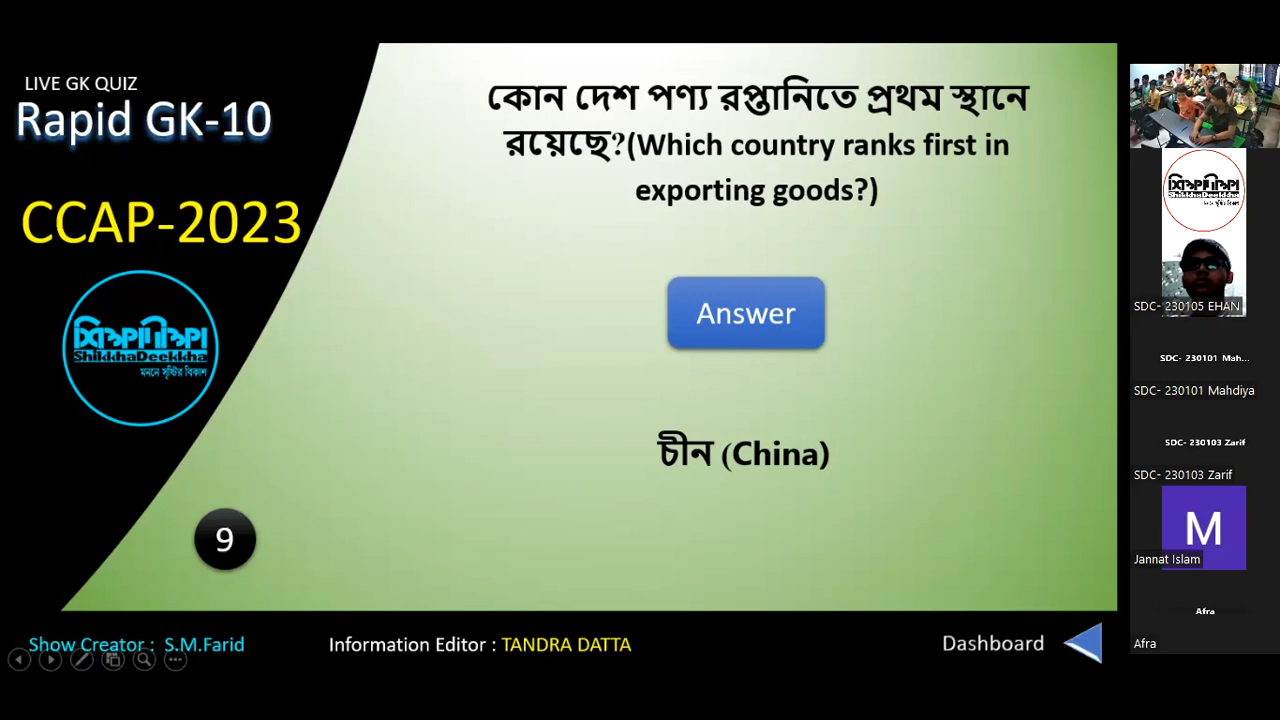 LIVE GK QUIZ
Rapid GK-10
CCAP-2023
শিক্ষাদীক্ষা
ShikkhaDeekkha
মননে সৃষ্টির বিকাশ
9
কোন দেশ পণ্য রপ্তানিতে প্রথম স্থানে
রয়েছে?(Which country ranks first in
exporting goods?)
Answer
চীন (China)
Show Creator : S.M.Farid
Information Editor : TANDRA DATTA
Dashboard
শিক্ষাদীক্ষা
ShikkhaDeekkha
SDC- 230105 EHAN
SDC- 230101 Mah...
SDC- 230101 Mahdiya
SDC- 230103 Zarif
SDC- 230103 Zarif
M
Jannat Islam
Afra
Afra